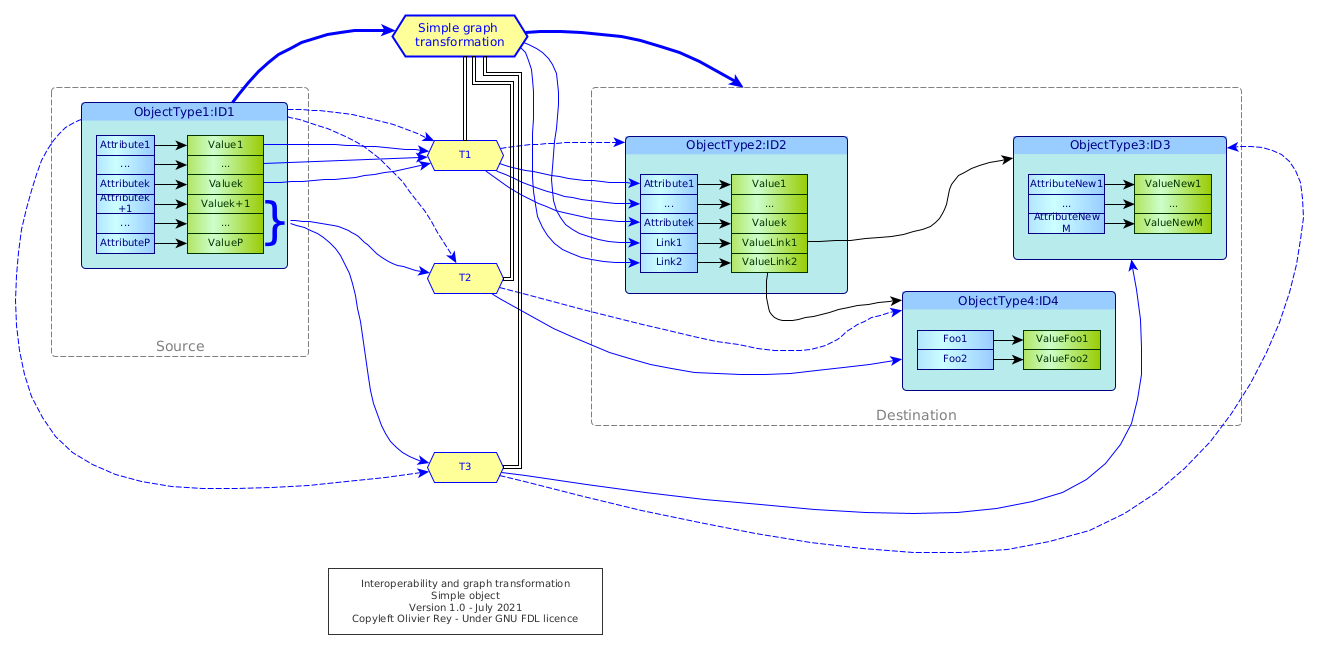 Simple graph
transformation
ObjectType1:ID1
Attribute1 Value1
... ...
Attributek Valuek
Attributek
+1 Valuek+1
... ...
AttributeP ValueP
}
Source
T1
T2
T3
ObjectType2:ID2
Attribute1 Value1
... ...
Attributek Valuek
Link1 ValueLink1
Link2 ValueLink2
ObjectType3:ID3
AttributeNew1 ValueNew1
... ...
AttributeNew
M ValueNewM
ObjectType4:ID4
Foo1 ValueFoo1
Foo2 ValueFoo2
Destination
Interoperability and graph transformation
Simple object
Version 1.0 - July 2021
Copyleft Olivier Rey - Under GNU FDL licence